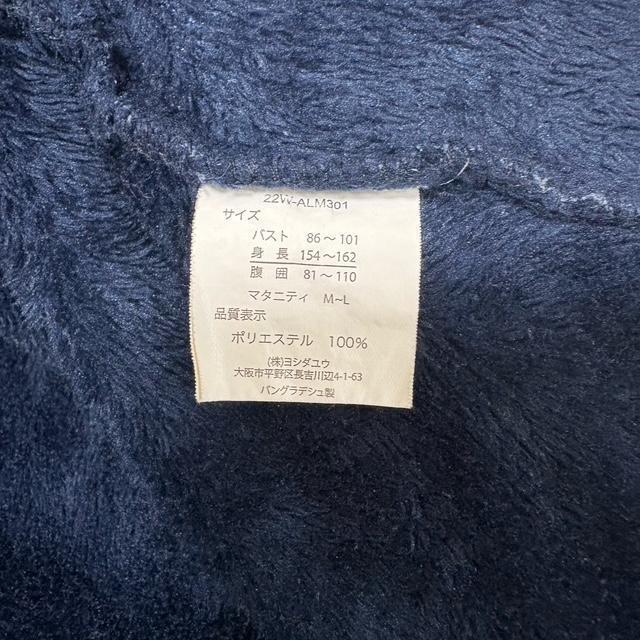 22W-ALM301
サイズ
バスト 86～101
身長 154～162
腹囲 81～110
マタニティ M~L
品質表示
ポリエステル 100%
(株)ヨシダユウ
大阪市平野区長吉川辺4-1-63
バングラデシュ製